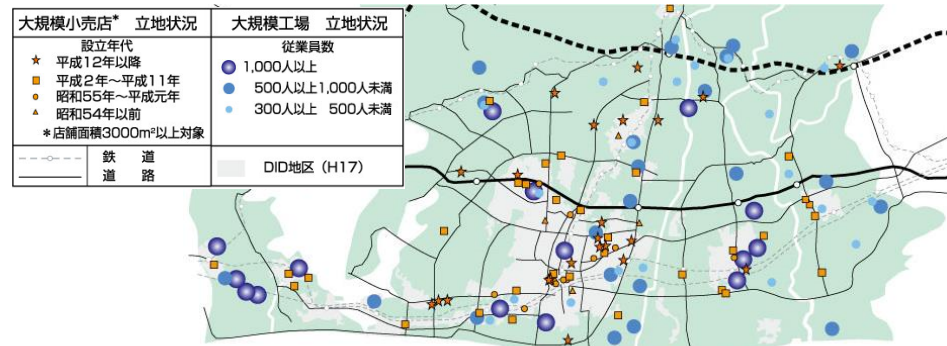 大規模小売店* 立地状況
設立年代
平成12年以降
平成2年〜平成11年
昭和55年〜平成元年
昭和54年以前
*店舗面積3000m²以上対象
鉄 道
道 路
大規模工場 立地状況
従業員数
1,000人以上
500人以上1,000人未満
300人以上 500人未満
DID地区（H17）